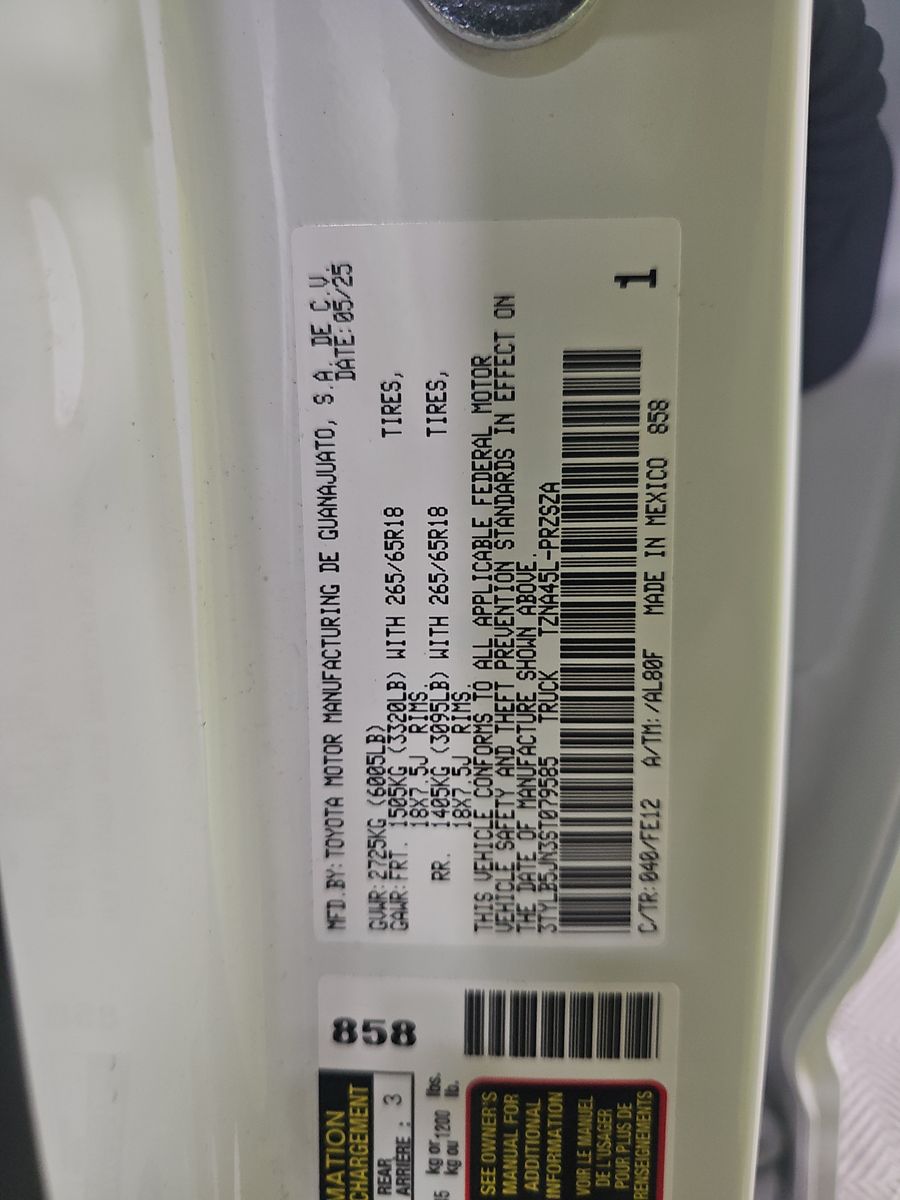 MFD.BY:TOYOTA MOTOR MANUFACTURING DE GUANAJUATO, S.A. DE C.V.
DATE:05/25
GVWR:2725KG (6005LB)
GAWR:FRT. 1505KG (3320LB) WITH 265/65R18 TIRES,
18X7.5J RIMS.
RR. 1405KG (3095LB) WITH 265/65R18 TIRES,
18X7.5J RIMS
THIS VEHICLE CONFORMS TO ALL APPLICABLE FEDERAL MOTOR
VEHICLE SAFETY AND THEFT PREVENTION STANDARDS IN EFFECT ON
THE DATE OF MANUFACTURE SHOWN ABOVE.
3TYLB5JN3ST079585 TRUCK TZNA45L-PRZSZA
1
C/TR:040/FE12 A/TM:/AL80F MADE IN MEXICO 858
858
MATION
CHARGEMENT
REAR
ARRIÈRE : 3
kg or lbs.
kg ou 1200 lb.
SEE OWNER'S
MANUAL FOR
ADDITIONAL
INFORMATION
VOIR LE MANUEL
DE L'USAGER
POUR PLUS DE
RENSEIGNEMENTS